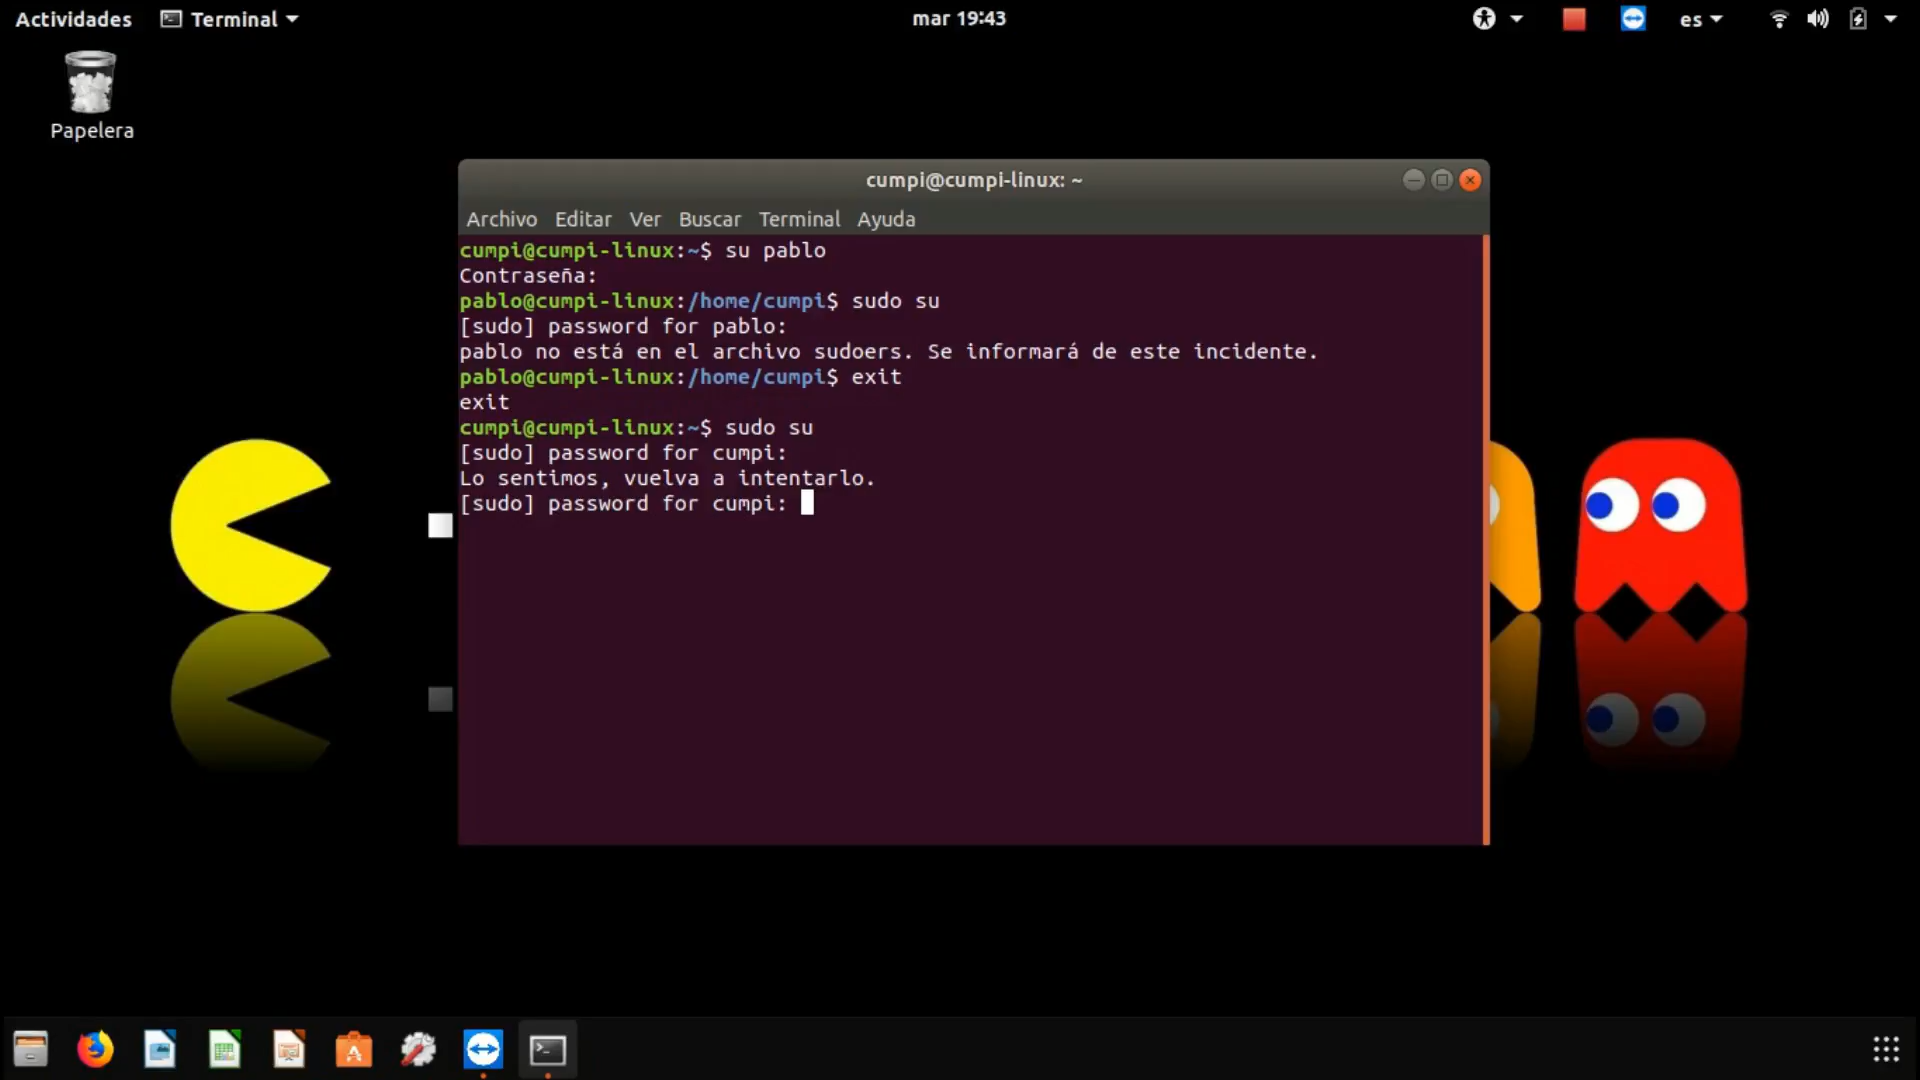 Actividades Terminal mar 19:43 es
Papelera
cumpi@cumpi-linux: ~
Archivo Editar Ver Buscar Terminal Ayuda
cumpi@cumpi-linux:~$ su pablo
Contraseña:
pablo@cumpi-linux:/home/cumpi$ sudo su
[sudo] password for pablo:
pablo no está en el archivo sudoers. Se informará de este incidente.
pablo@cumpi-linux:/home/cumpi$ exit
exit
cumpi@cumpi-linux:~$ sudo su
[sudo] password for cumpi:
Lo sentimos, vuelva a intentarlo.
[sudo] password for cumpi: